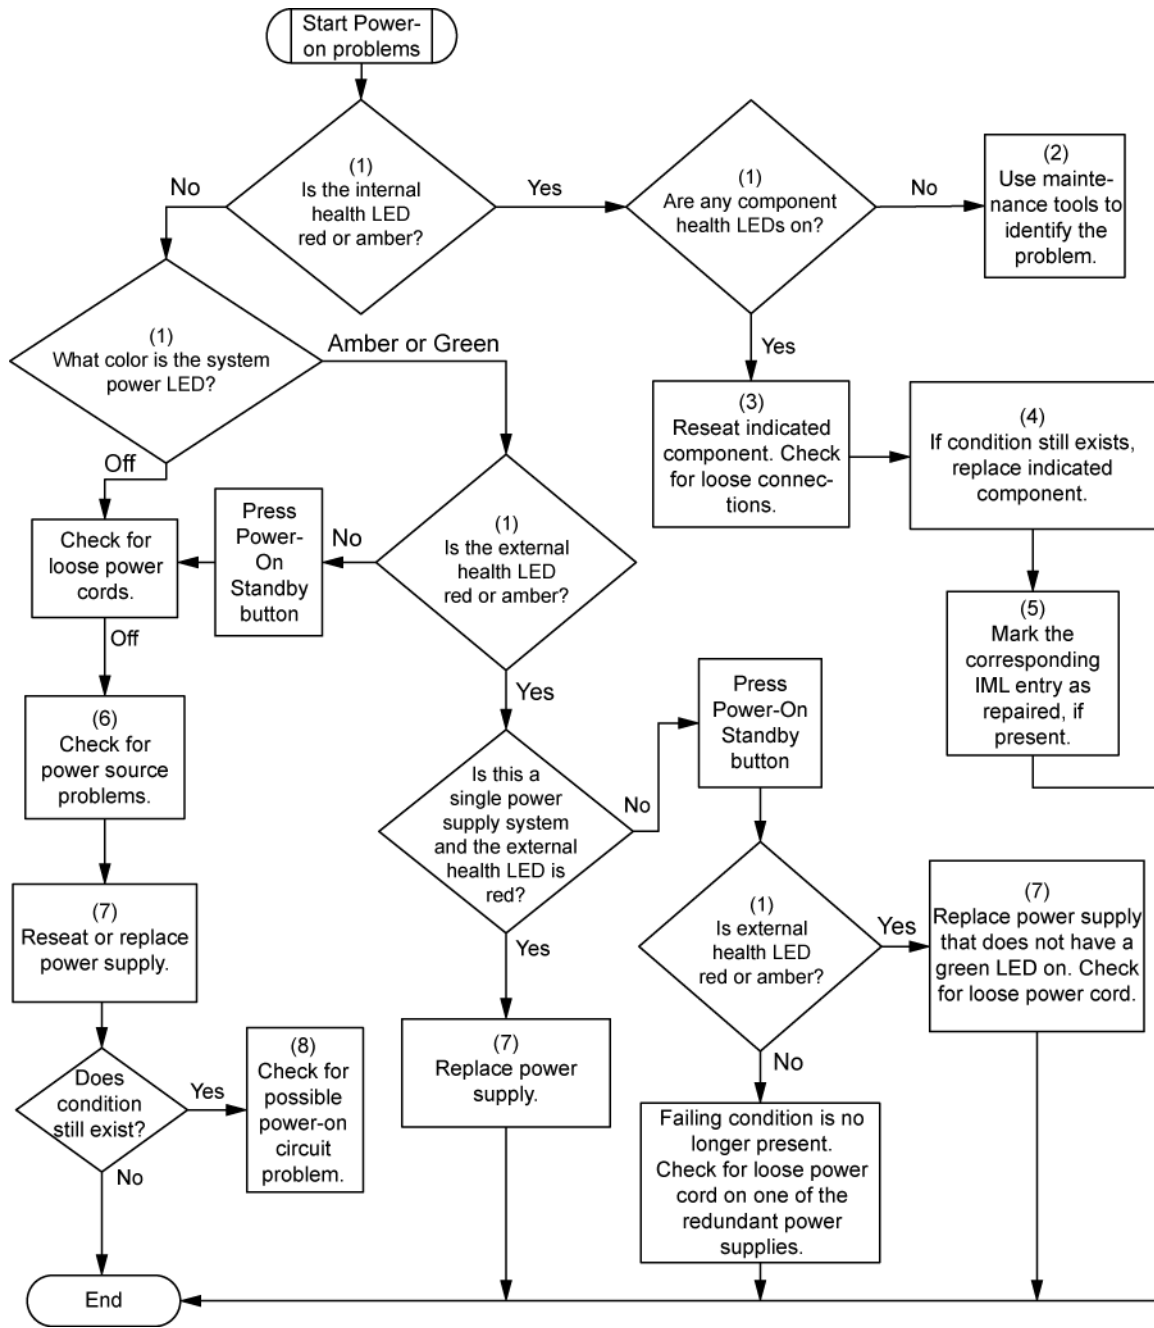 Start Power-
on problems
(1)
Is the internal
health LED
red or amber?
No
Yes
(1)
Are any component
health LEDs on?
No
(2)
Use mainte-
nance tools to
identify the
problem.
Yes
(1)
What color is the system
power LED?
Amber or Green
Off
(3)
Reseat indicated
component. Check
for loose connec-
tions.
(4)
If condition still exists,
replace indicated
component.
(5)
Mark the
corresponding
IML entry as
repaired, if
present.
Check for
loose power
cords.
Press
Power-
On
Standby
button
No
(1)
Is the external
health LED
red or amber?
Off
Yes
(6)
Check for
power source
problems.
Is this a
single power
supply system
and the external
health LED is
red?
No
Press
Power-On
Standby
button
Yes
(7)
Reseat or replace
power supply.
(1)
Is external
health LED
red or amber?
Yes
(7)
Replace power supply
that does not have a
green LED on. Check
for loose power cord.
No
(7)
Replace power
supply.
Does
condition
still exist?
Yes
(8)
Check for
possible
power-on
circuit
problem.
No
Failing condition is no
longer present.
Check for loose power
cord on one of the
redundant power
supplies.
End